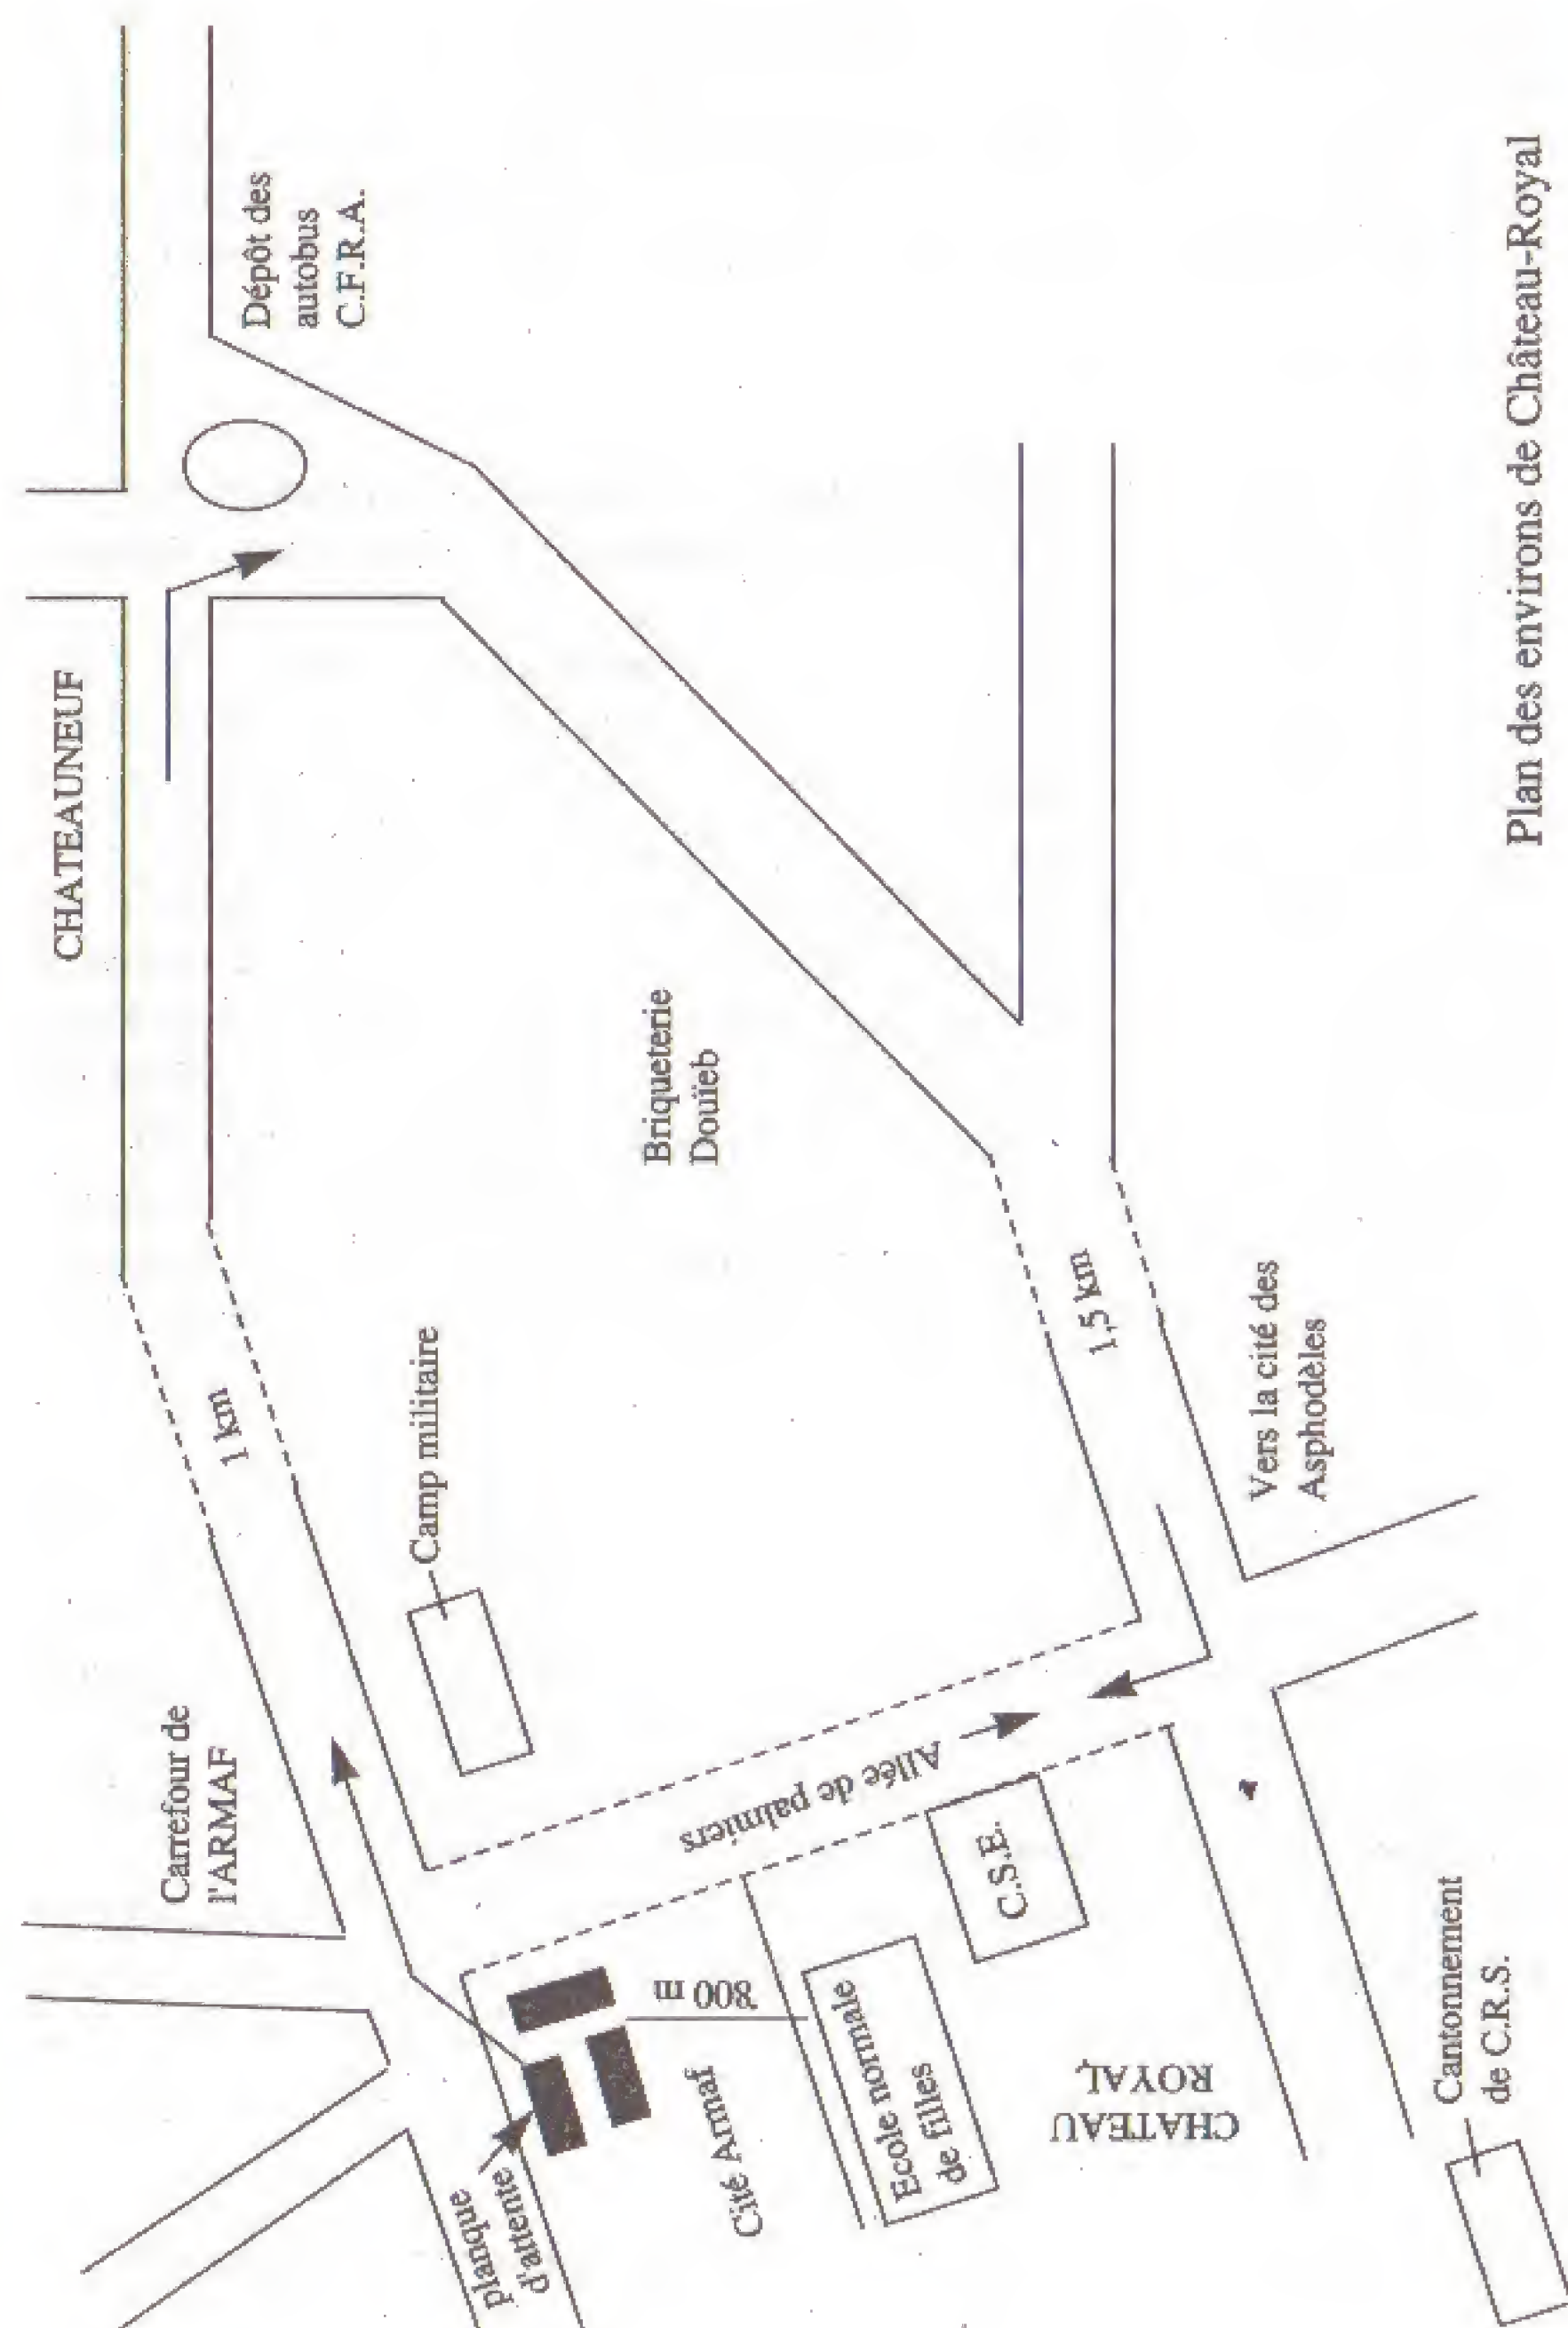 CHATEAUNEUF
Dépôt des
autobus
C.F.R.A.
Carrefour de
l'ARMAF
1 km
Camp militaire
Briqueterie
Douïeb
planque
d'attente
Cité Armaf
800 m
Allée de palmiers
Ecole normale
de filles
C.S.E.
CHATEAU
ROYAL
1,5 km
Vers la cité des
Asphodèles
Cantonnement
de C.R.S.
Plan des environs de Château-Royal